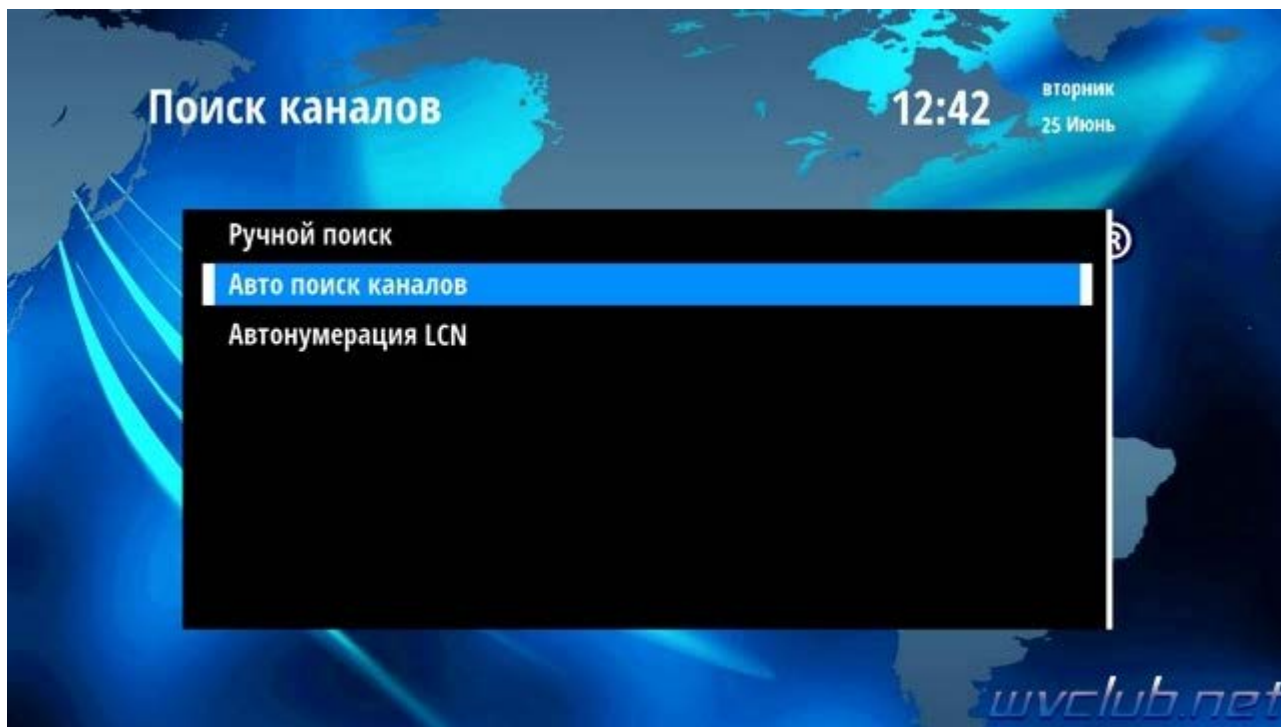 Поиск каналов
12:42
вторник
25 Июнь
Ручной поиск
®
Авто поиск каналов
Автонумерация LCN
wvclub.net